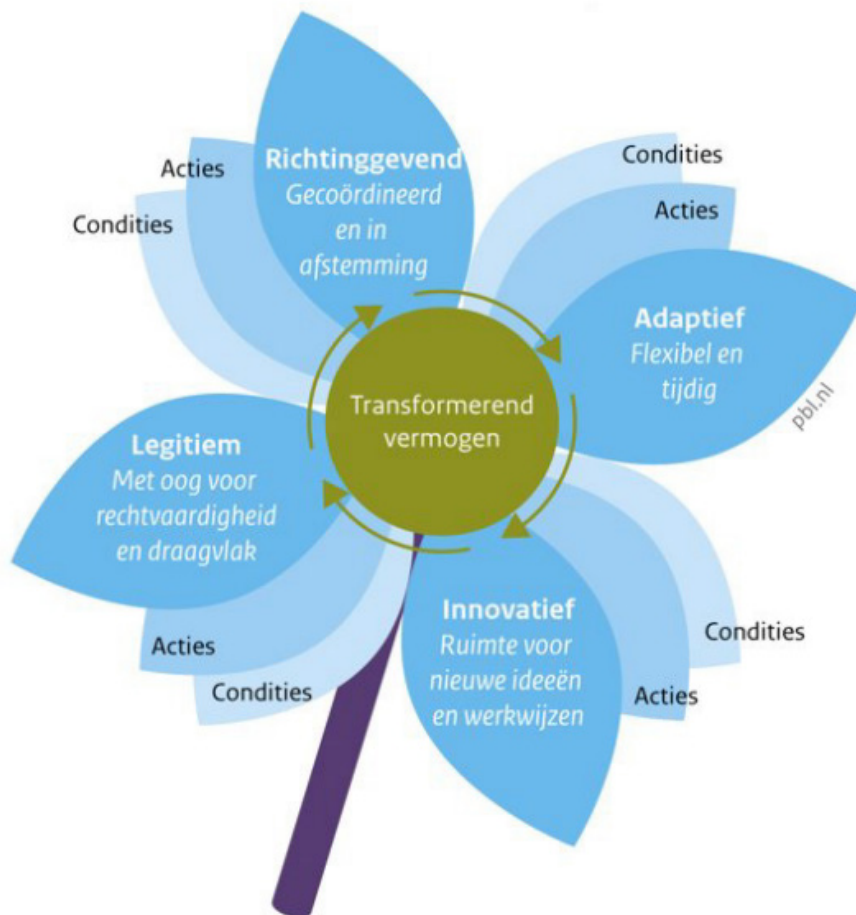 Richtinggevend
Gecoördineerd
en in
afstemming
Acties
Condities
Condities
Acties
Adaptief
Flexibel en
tijdig
pbl.nl
Transformerend
vermogen
Legitiem
Met oog voor
rechtvaardigheid
en draagvlak
Acties
Condities
Innovatief
Ruimte voor
nieuwe ideeën
en werkwijzen
Condities
Acties